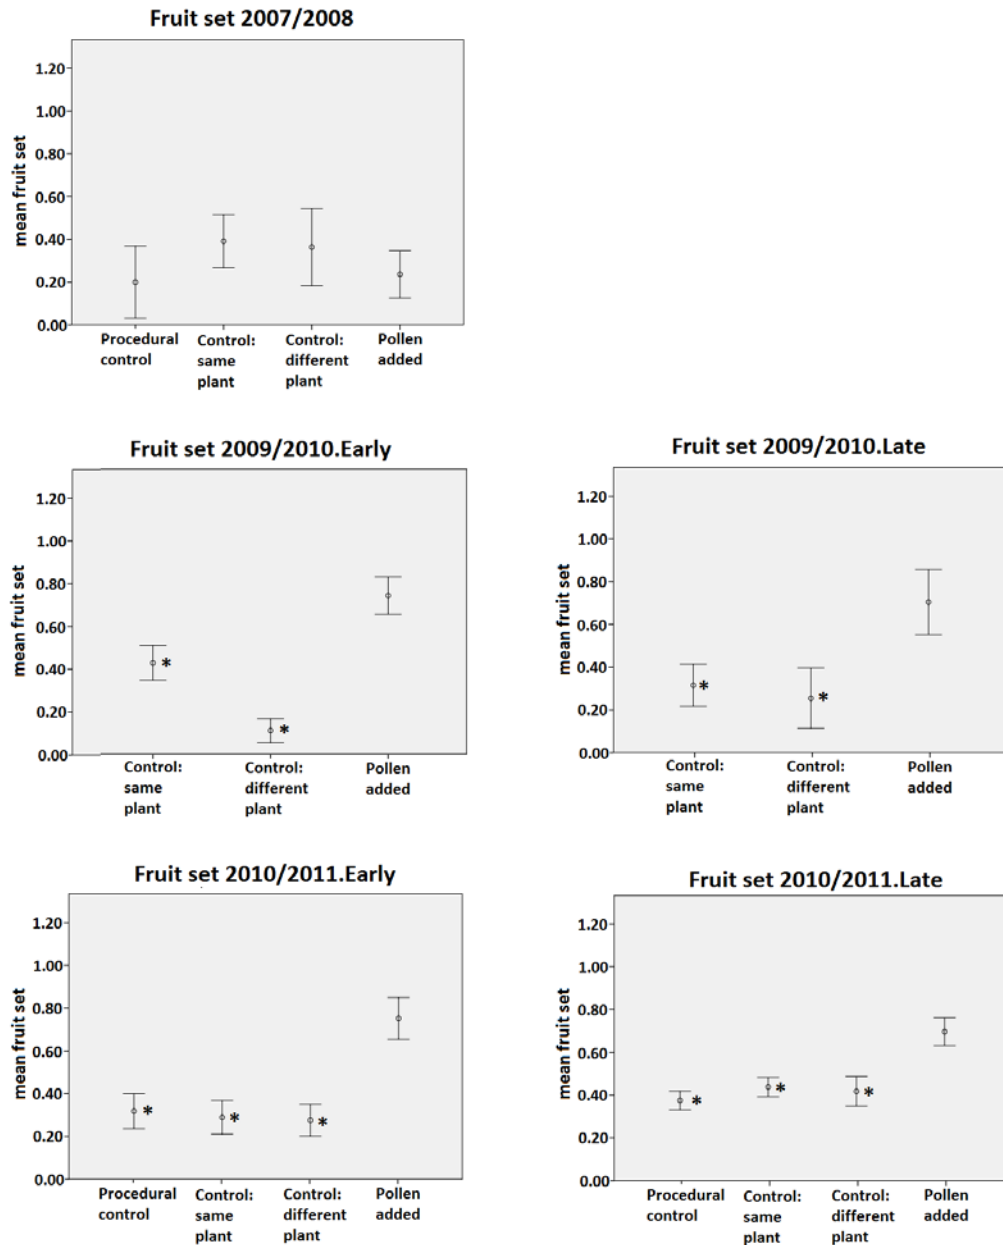 Fruit set 2007/2008
mean fruit set
1.20
1.00
0.80
0.60
0.40
0.20
0.00
Procedural control
Control: same plant
Control: different plant
Pollen added
Fruit set 2009/2010.Early
mean fruit set
1.20
1.00
0.80
0.60
0.40
0.20
0.00
*
*
Control: same plant
Control: different plant
Pollen added
Fruit set 2009/2010.Late
mean fruit set
1.20
1.00
0.80
0.60
0.40
0.20
0.00
*
*
Control: same plant
Control: different plant
Pollen added
Fruit set 2010/2011.Early
mean fruit set
1.20
1.00
0.80
0.60
0.40
0.20
0.00
*
*
*
Procedural control
Control: same plant
Control: different plant
Pollen added
Fruit set 2010/2011.Late
mean fruit set
1.20
1.00
0.80
0.60
0.40
0.20
0.00
*
*
*
Procedural control
Control: same plant
Control: different plant
Pollen added